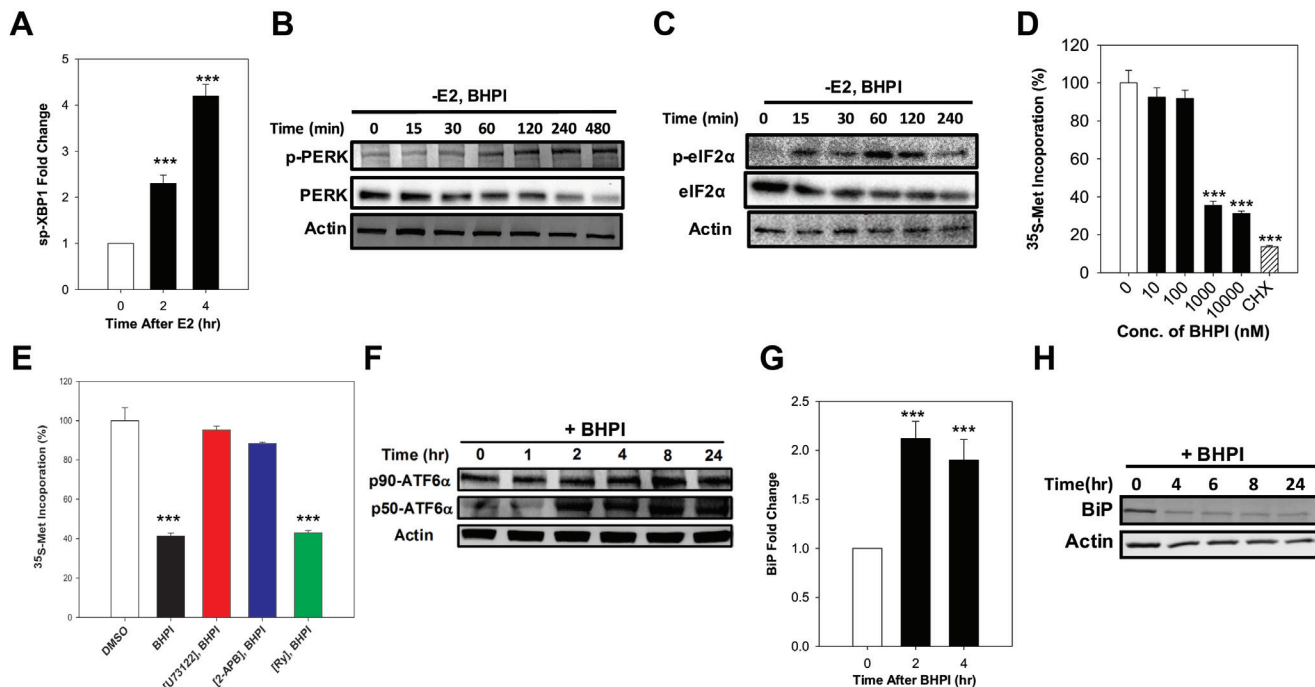 A
sp-XBP1 Fold Change
5
4
3
2
1
0
***
***
0 2 4
Time After E2 (hr)
B
-E2, BHPI
Time (min) 0 15 30 60 120 240 480
p-PERK
PERK
Actin
C
-E2, BHPI
Time (min) 0 15 30 60 120 240
p-eIF2α
eIF2α
Actin
D
35S-Met Incoporation (%)
120
100
80
60
40
20
0
*** *** ***
0 10 100 1000 10000 CHX
Conc. of BHPI (nM)
E
35S-Met Incoporation (%)
120
100
80
60
40
20
0
*** ***
DMSO BHPI [U73122], BHPI [2-APB], BHPI [Ry], BHPI
F
+ BHPI
Time (hr) 0 1 2 4 8 24
p90-ATF6α
p50-ATF6α
Actin
G
BiP Fold Change
2.5
2.0
1.5
1.0
0.5
0.0
*** ***
0 2 4
Time After BHPI (hr)
H
+ BHPI
Time(hr) 0 4 6 8 24
BiP
Actin